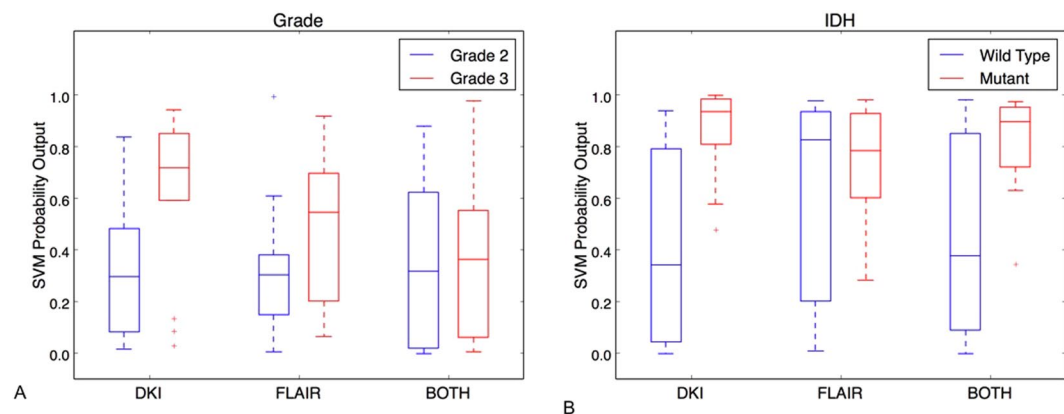 Grade
SVM Probability Output
1.0
0.8
0.6
0.4
0.2
0.0
Grade 2
Grade 3
DKI FLAIR BOTH
A
IDH
SVM Probability Output
1.0
0.8
0.6
0.4
0.2
0.0
Wild Type
Mutant
DKI FLAIR BOTH
B